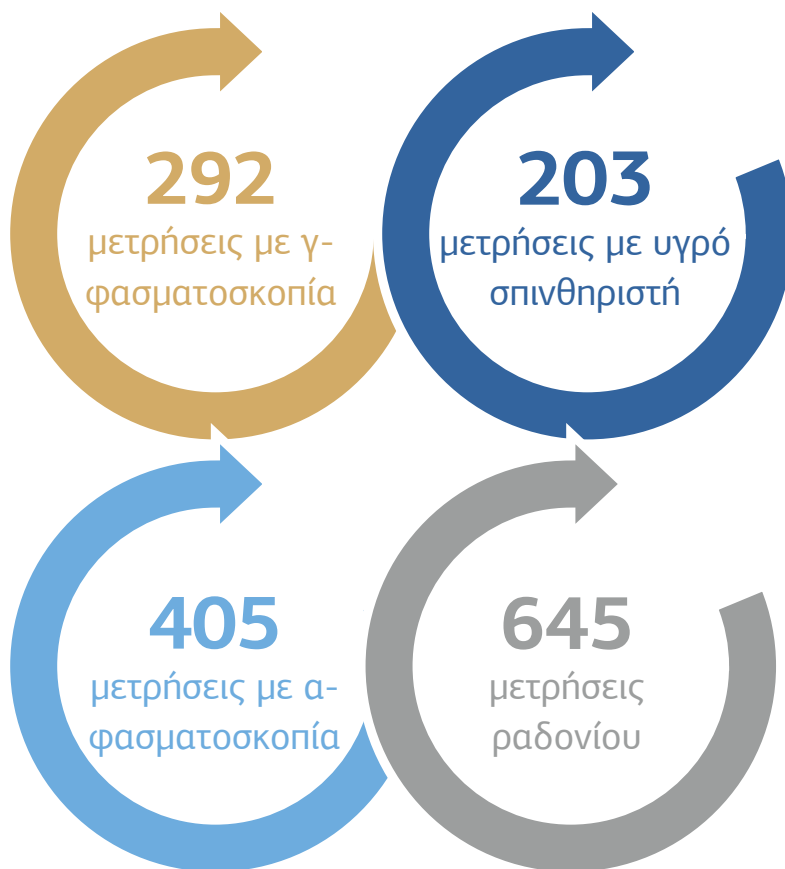 292
μετρήσεις με γ-
φασματοσκοπία
203
μετρήσεις με υγρό
σπινθηριστή
405
μετρήσεις με α-
φασματοσκοπία
645
μετρήσεις
ραδονίου